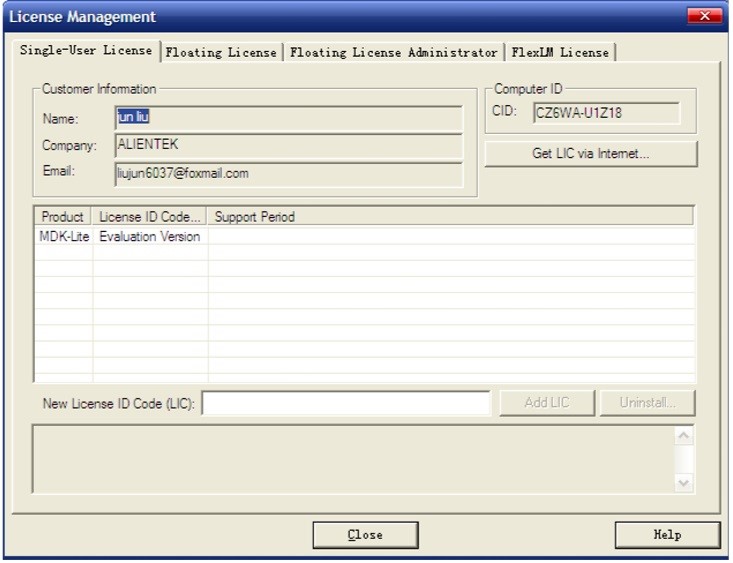 License Management
Single-User License Floating License Floating License Administrator FlexLM License
Customer Information
Name: jun liu
Company: ALIENTEK
Email: liujun6037@foxmail.com
Computer ID
CID: CZ6WA-U1Z18
Get LIC via Internet...
Product License ID Code... Support Period
MDK-Lite Evaluation Version
New License ID Code (LIC): Add LIC Uninstall...
Close Help